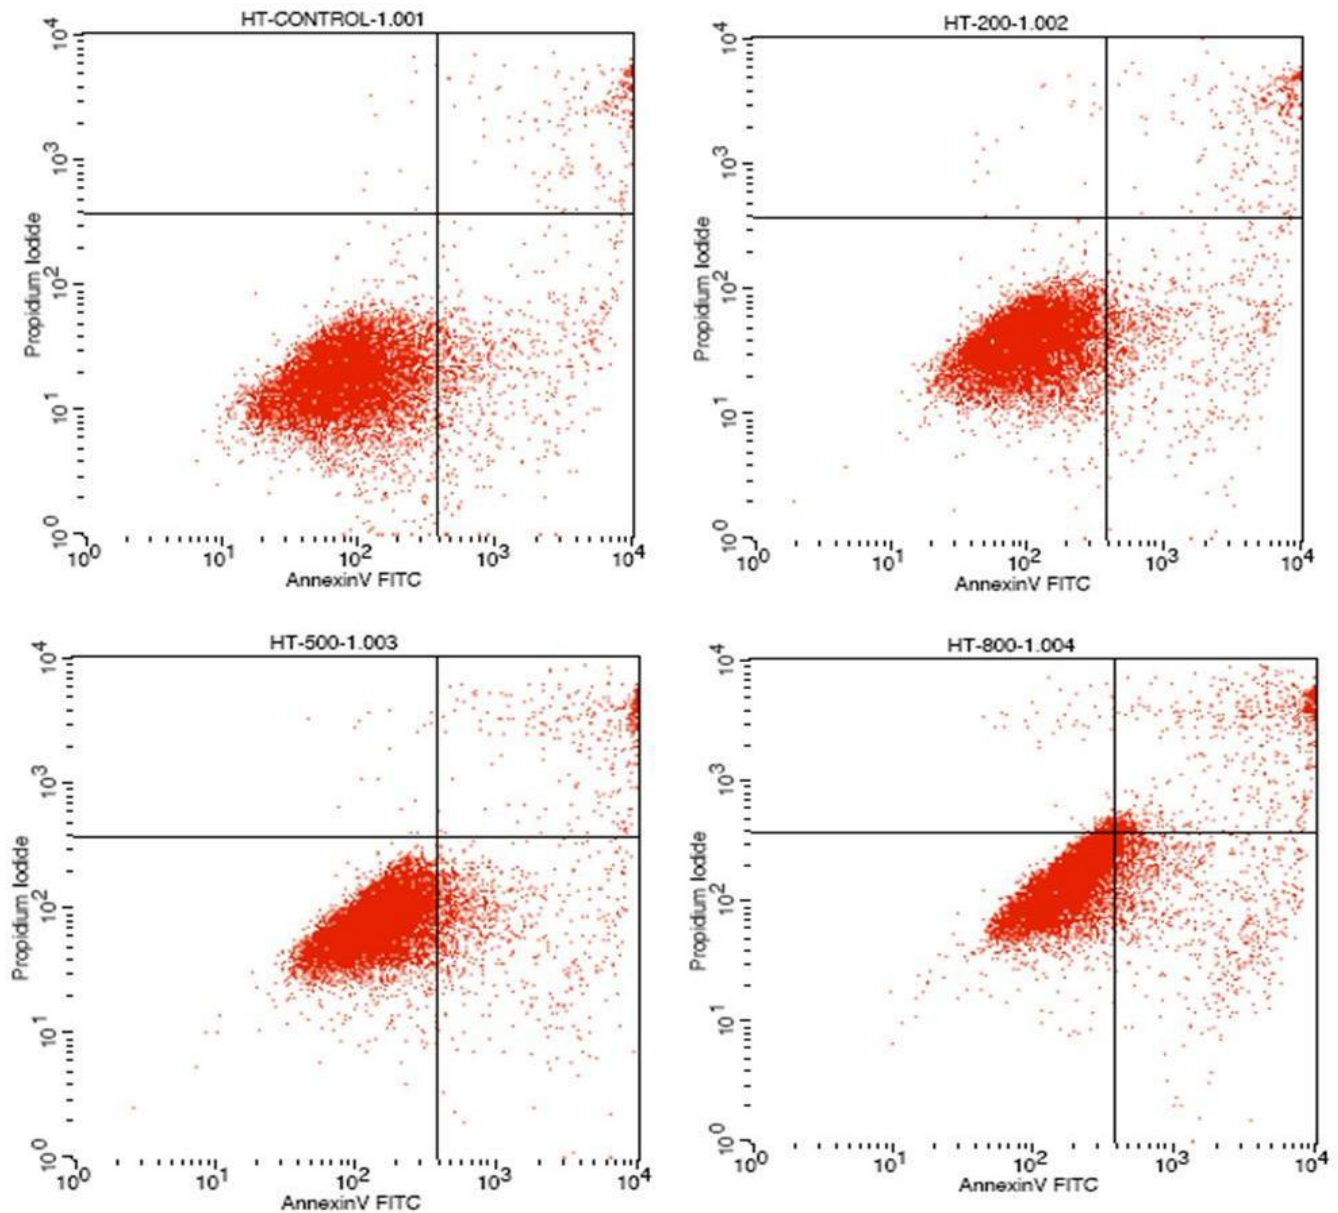 HT-CONTROL-1.001
HT-200-1.002
10^4
10^3
10^2
10^1
10^0
Propidium Iodide
10^0 10^1 10^2 10^3 10^4
AnnexinV FITC
10^4
10^3
10^2
10^1
10^0
Propidium Iodide
10^0 10^1 10^2 10^3 10^4
AnnexinV FITC
HT-500-1.003
HT-800-1.004
10^4
10^3
10^2
10^1
10^0
Propidium Iodide
10^0 10^1 10^2 10^3 10^4
AnnexinV FITC
10^4
10^3
10^2
10^1
10^0
Propidium Iodide
10^0 10^1 10^2 10^3 10^4
AnnexinV FITC